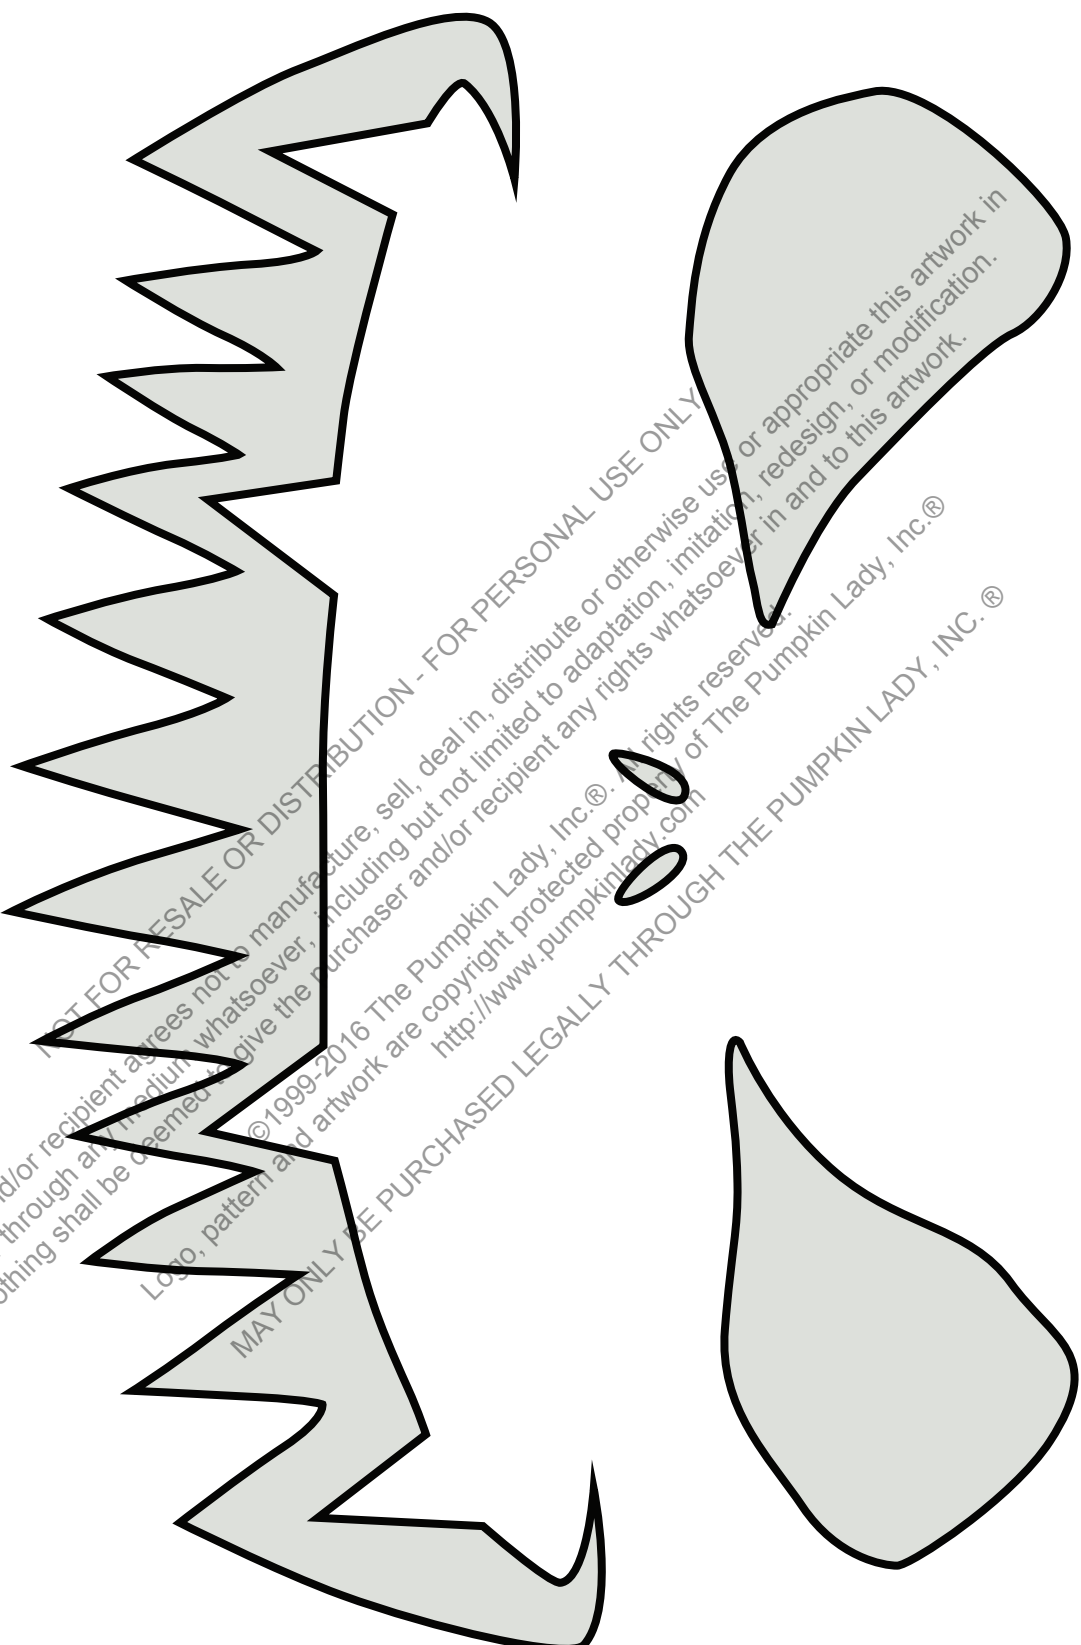 NOT FOR RESALE OR DISTRIBUTION - FOR PERSONAL USE ONLY
recipient agrees not to manufacture, sell, deal in, distribute or otherwise use or appropriate this artwork in
through any medium whatsoever, including but not limited to adaptation, imitation, redesign, or modification.
shall be deemed to give the purchaser and/or recipient any rights whatsoever in and to this artwork.
©1999-2016 The Pumpkin Lady, Inc.®. All rights reserved.
Logo, pattern and artwork are copyright protected property of The Pumpkin Lady, Inc.®
http://www.pumpkinlady.com
MAY ONLY BE PURCHASED LEGALLY THROUGH THE PUMPKIN LADY, INC. ®